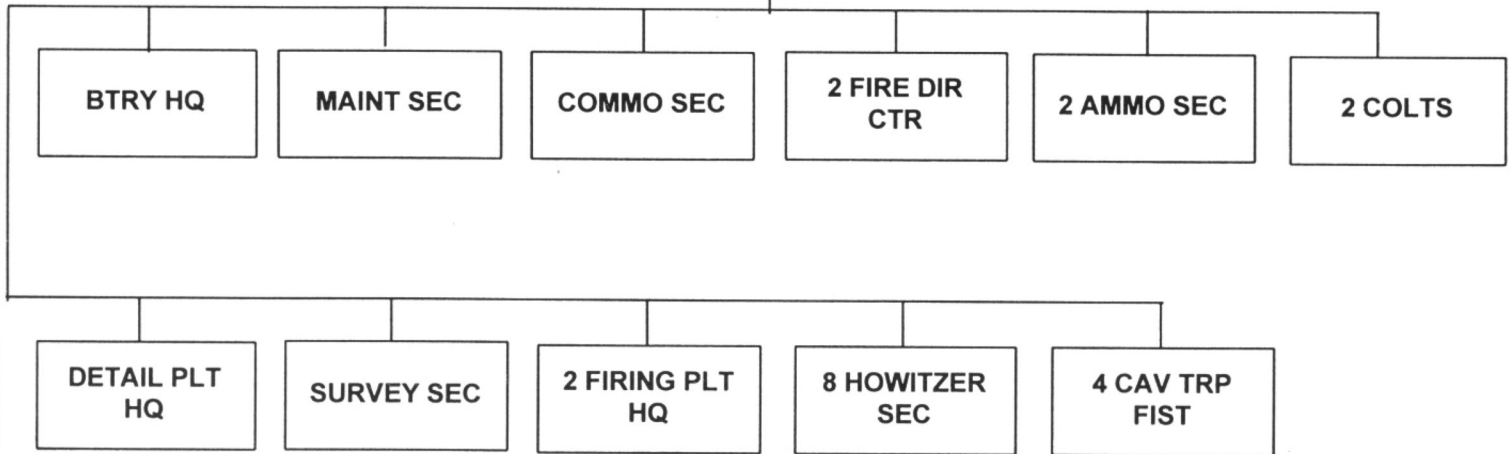 BTRY HQ
MAINT SEC
COMMO SEC
2 FIRE DIR
CTR
2 AMMO SEC
2 COLTS
DETAIL PLT
HQ
SURVEY SEC
2 FIRING PLT
HQ
8 HOWITZER
SEC
4 CAV TRP
FIST